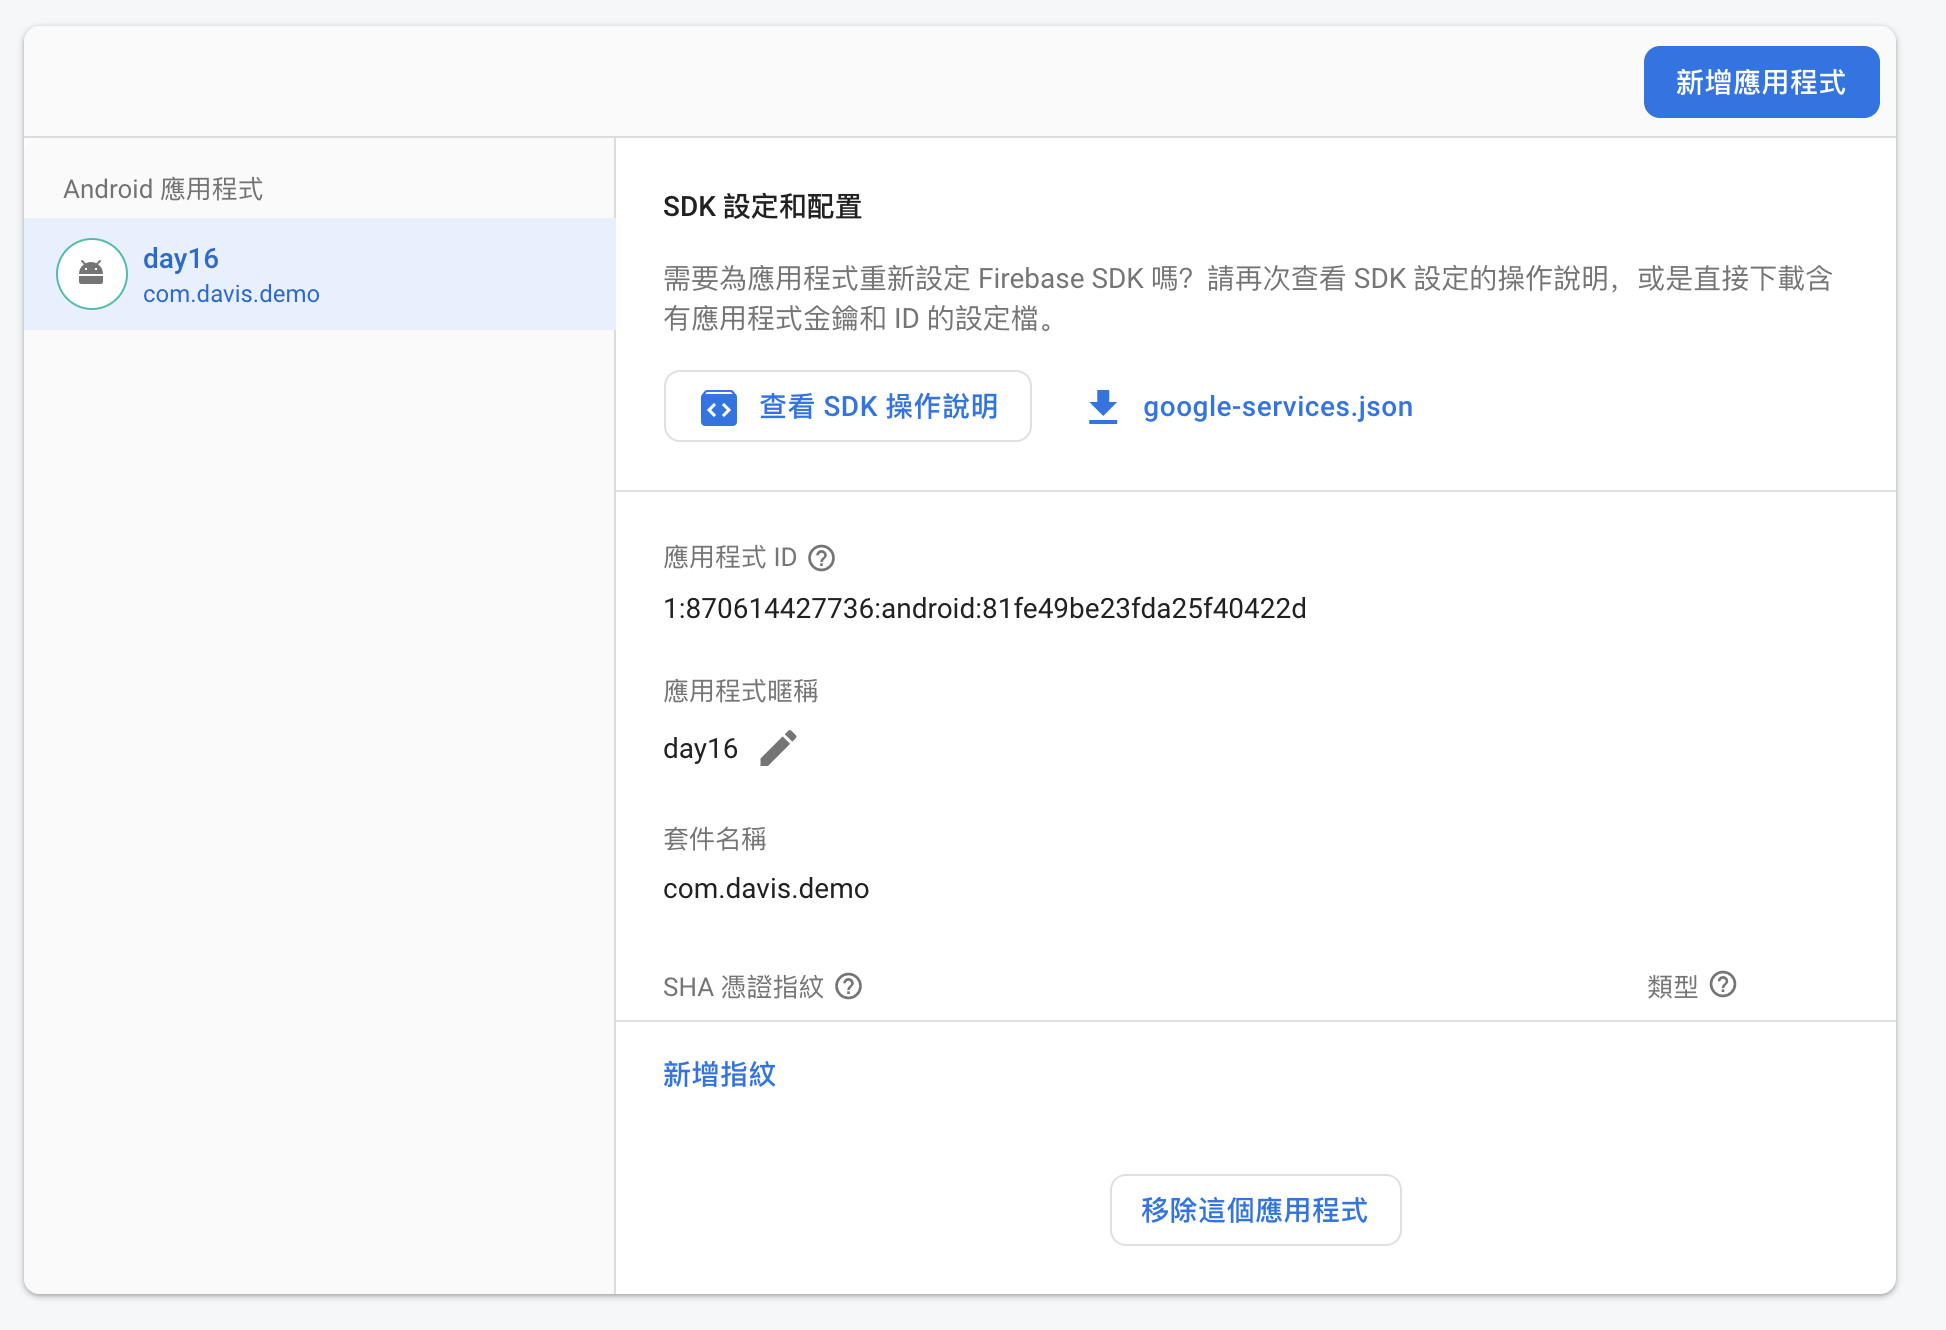 新增應用程式
Android 應用程式
day16
com.davis.demo
SDK 設定和配置
需要為應用程式重新設定 Firebase SDK 嗎？請再次查看 SDK 設定的操作說明，或是直接下載含
有應用程式金鑰和 ID 的設定檔。
查看 SDK 操作說明
google-services.json
應用程式 ID
1:870614427736:android:81fe49be23fda25f40422d
應用程式暱稱
day16
套件名稱
com.davis.demo
SHA 憑證指紋
類型
新增指紋
移除這個應用程式